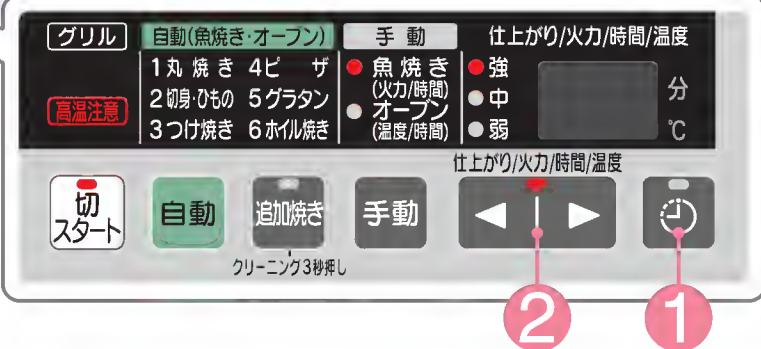 グリル
自動(魚焼き・オーブン)
手動
仕上がり/火力/時間/温度
1丸焼き 4ピザ
2切身・ひもの 5グラタン
3つけ焼き 6ホイル焼き
高温注意
魚焼き
(火力/時間)
オーブン
(温度/時間)
強
中
弱
分
℃
仕上がり/火力/時間/温度
切
スタート
自動
追加焼き
手動
クリーニング3秒押し
2
1